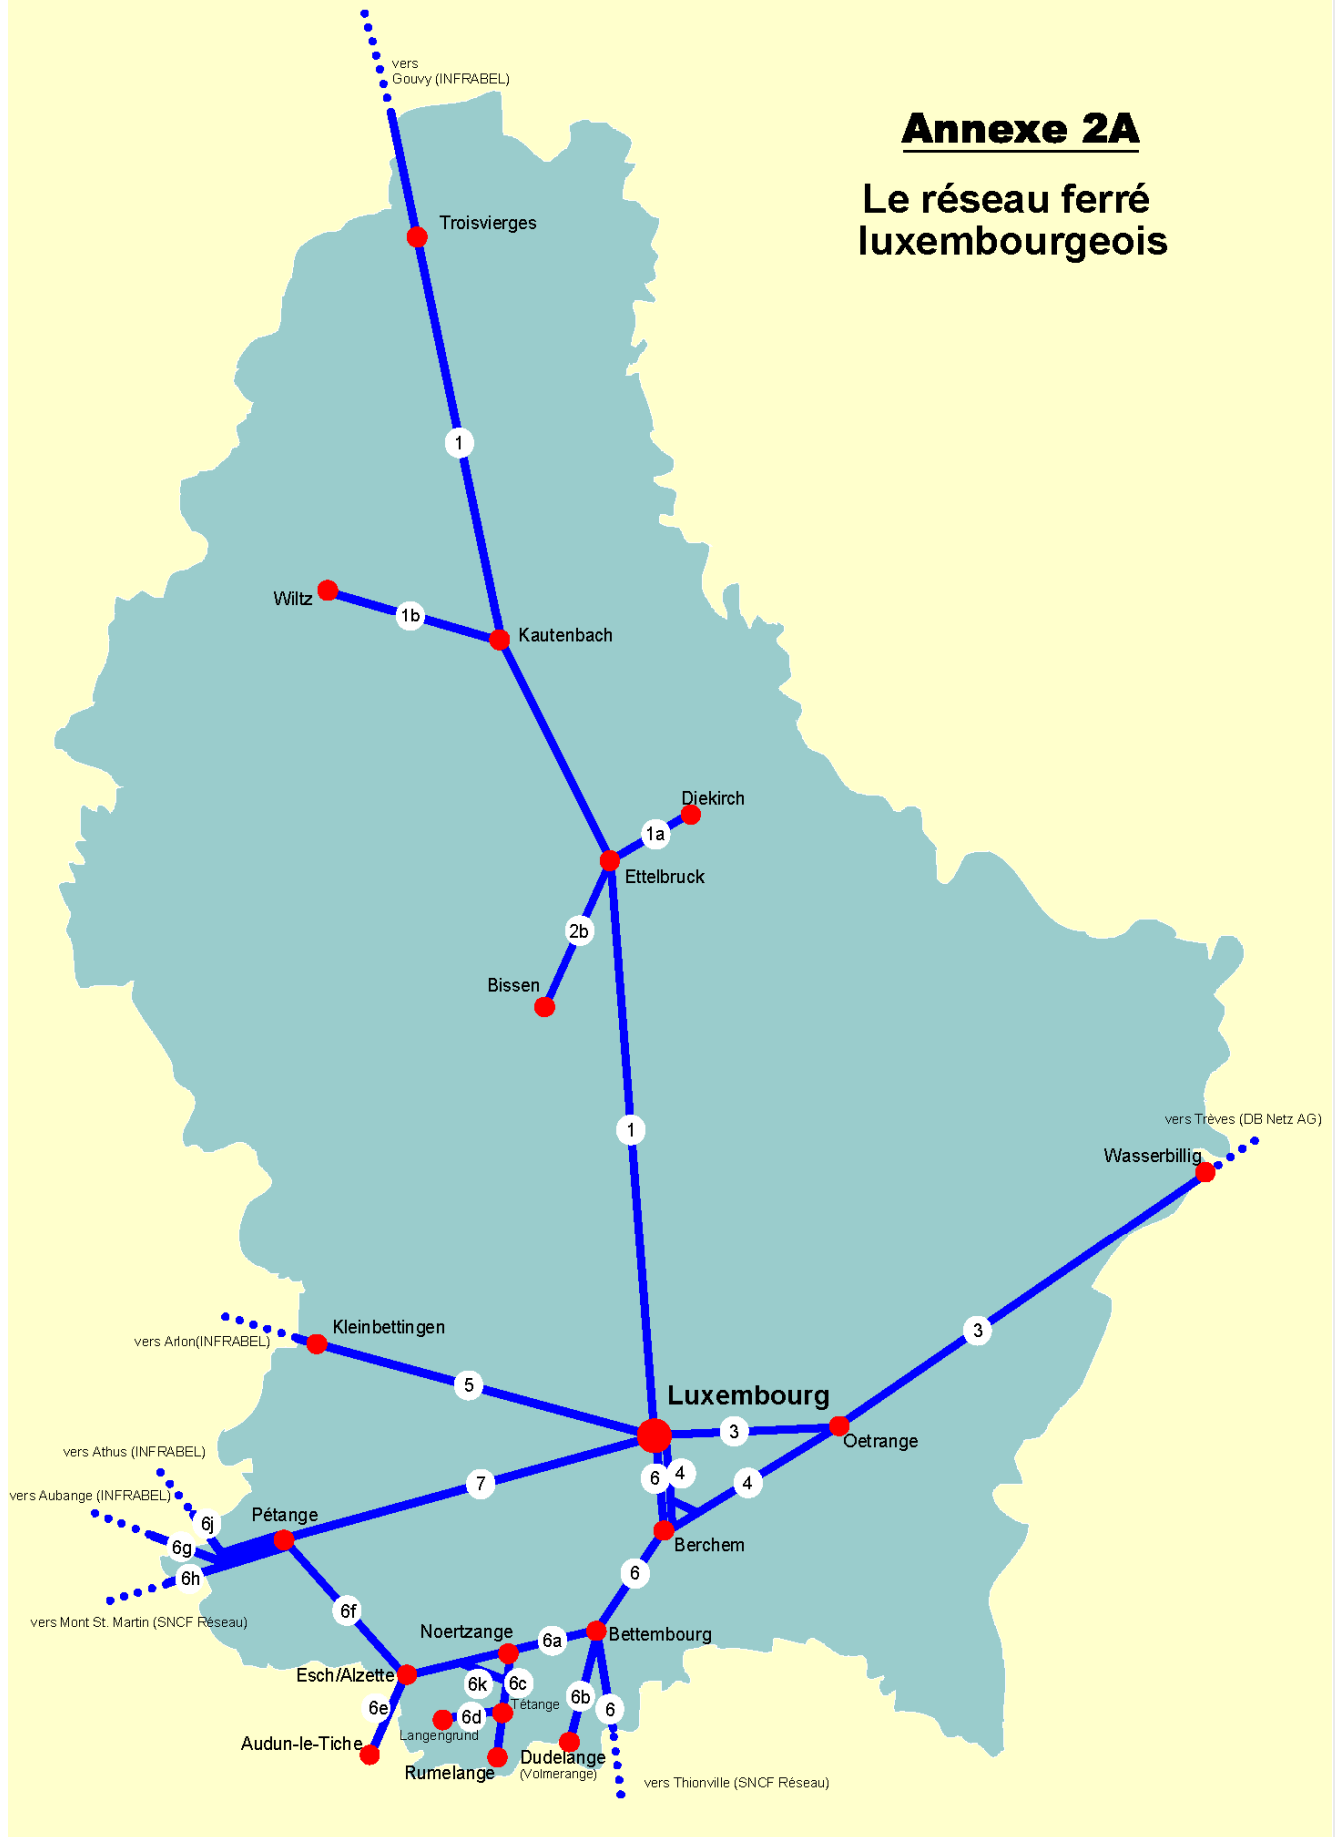 vers
Gouvy (INFRABEL)
Annexe 2A
Le réseau ferré
luxembourgeois
Troisvierges
1
Wiltz
1b
Kautenbach
Diekirch
1a
Ettelbruck
2b
Bissen
1
vers Trèves (DB Netz AG)
Wasserbillig
3
Kleinbettingen
vers Arlon(INFRABEL)
5
Luxembourg
3
Oetrange
vers Athus (INFRABEL)
6
4
4
7
vers Aubange (INFRABEL)
Pétange
6j
6g
Berchem
6h
6
6f
vers Mont St. Martin (SNCF Réseau)
Noertzange
6a
Bettembourg
Esch/Alzette
6k
6c
6b
6e
6d
Tétange
6
Langengrund
Audun-le-Tiche
Dudelange
Rumelange
(Volmerange)
vers Thionville (SNCF Réseau)